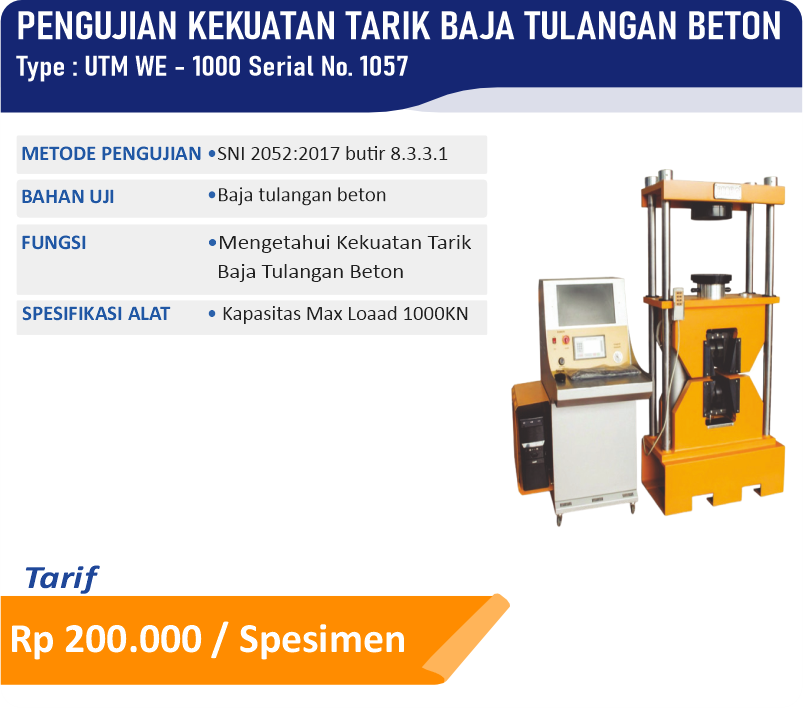 PENGUJIAN KEKUATAN TARIK BAJA TULANGAN BETON
Type : UTM WE - 1000 Serial No. 1057
METODE PENGUJIAN •SNI 2052:2017 butir 8.3.3.1
BAHAN UJI •Baja tulangan beton
FUNGSI •Mengetahui Kekuatan Tarik
Baja Tulangan Beton
SPESIFIKASI ALAT • Kapasitas Max Loaad 1000KN
Tarif
Rp 200.000 / Spesimen